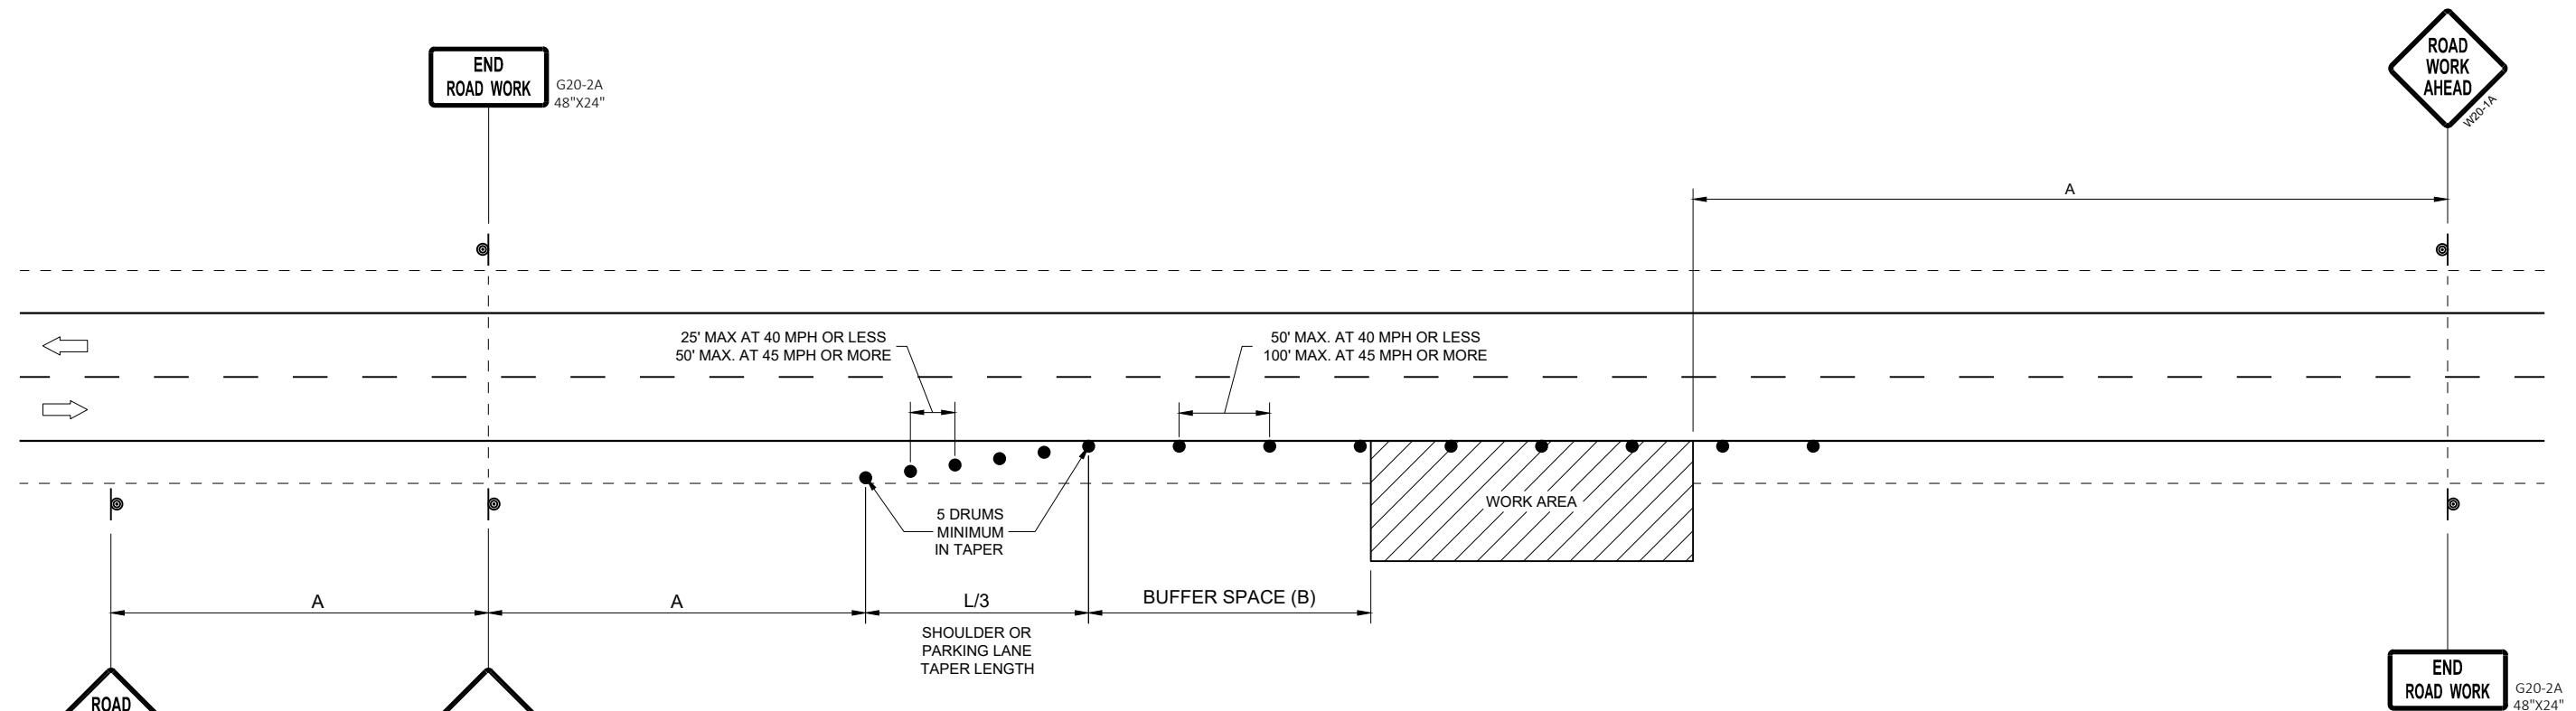 END
ROAD WORK
G20-2A
48"X24"
ROAD
WORK
AHEAD
W20-1A
A
25' MAX AT 40 MPH OR LESS
50' MAX. AT 45 MPH OR MORE
50' MAX. AT 40 MPH OR LESS
100' MAX. AT 45 MPH OR MORE
5 DRUMS
MINIMUM
IN TAPER
WORK AREA
A
A
L/3
BUFFER SPACE (B)
SHOULDER OR
PARKING LANE
TAPER LENGTH
ROAD
END
ROAD WORK
G20-2A
48"X24"